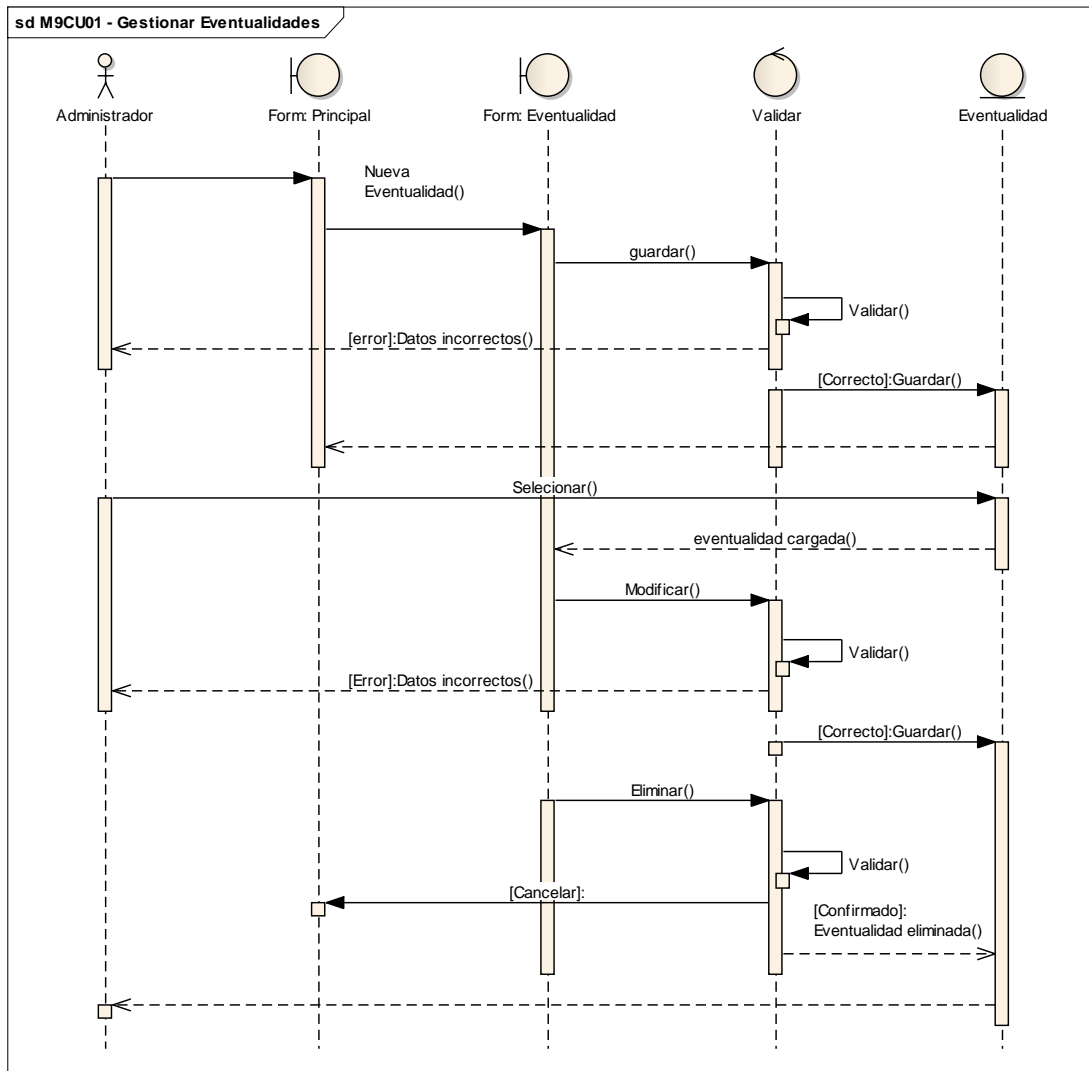 sd M9CU01 - Gestionar Eventualidades
Administrador
Form: Principal
Form: Eventualidad
Validar
Eventualidad
Nueva
Eventualidad()
guardar()
Validar()
[error]:Datos incorrectos()
[Correcto]:Guardar()
Selecionar()
eventualidad cargada()
Modificar()
Validar()
[Error]:Datos incorrectos()
[Correcto]:Guardar()
Eliminar()
Validar()
[Cancelar]:
[Confirmado]:
Eventualidad eliminada()